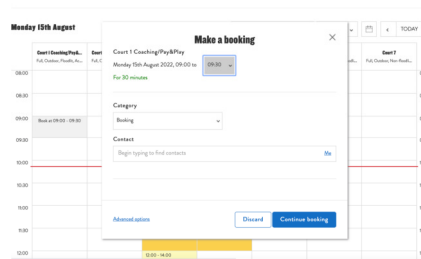 Monday 15th August
TODAY
Make a booking
Court 1 Coaching/Pay&Play
Monday 15th August 2022, 09:00 to
09:30
For 30 minutes
Category
Booking
Contact
Begin typing to find contacts
Me
Advanced options
Discard
Continue booking
Court 1 Coaching/Pay&...
Full, Outdoor, Floodlit, As...
Court 7
Full, Outdoor, Non-floodl...
08:00
08:30
09:00
Book at 09:00 - 09:30
09:30
10:00
10:30
11:00
11:30
12:00
12:00 - 14:00